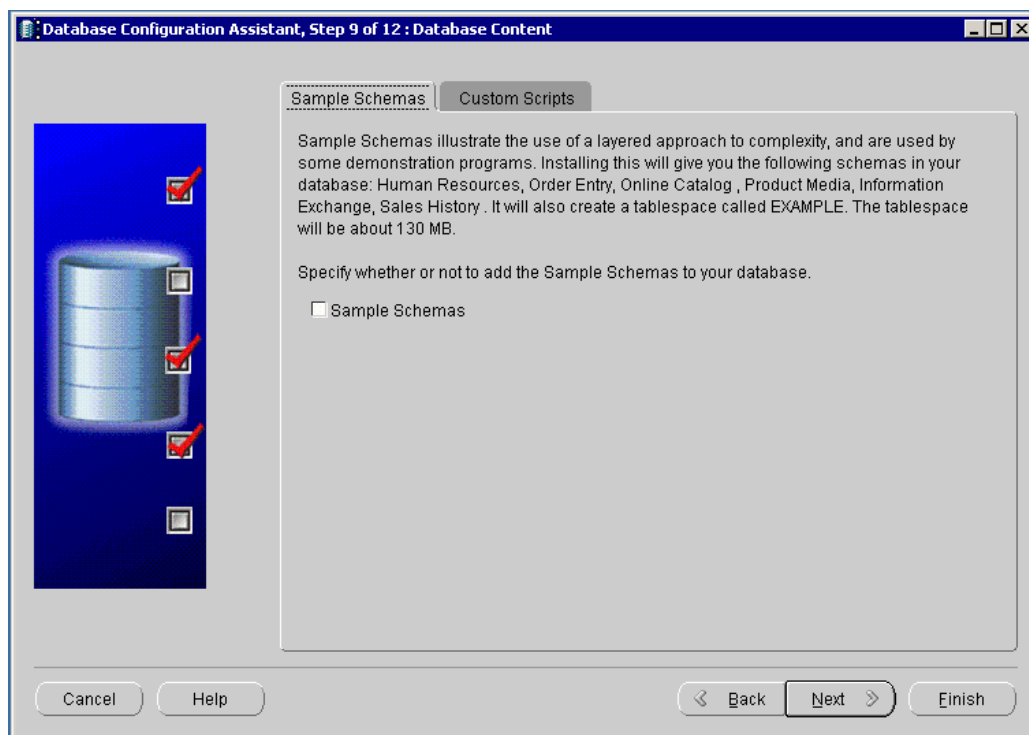 Database Configuration Assistant, Step 9 of 12 : Database Content
Sample Schemas Custom Scripts
Sample Schemas illustrate the use of a layered approach to complexity, and are used by
some demonstration programs. Installing this will give you the following schemas in your
database: Human Resources, Order Entry, Online Catalog , Product Media, Information
Exchange, Sales History . It will also create a tablespace called EXAMPLE. The tablespace
will be about 130 MB.
Specify whether or not to add the Sample Schemas to your database.
Sample Schemas
Cancel Help Back Next Finish